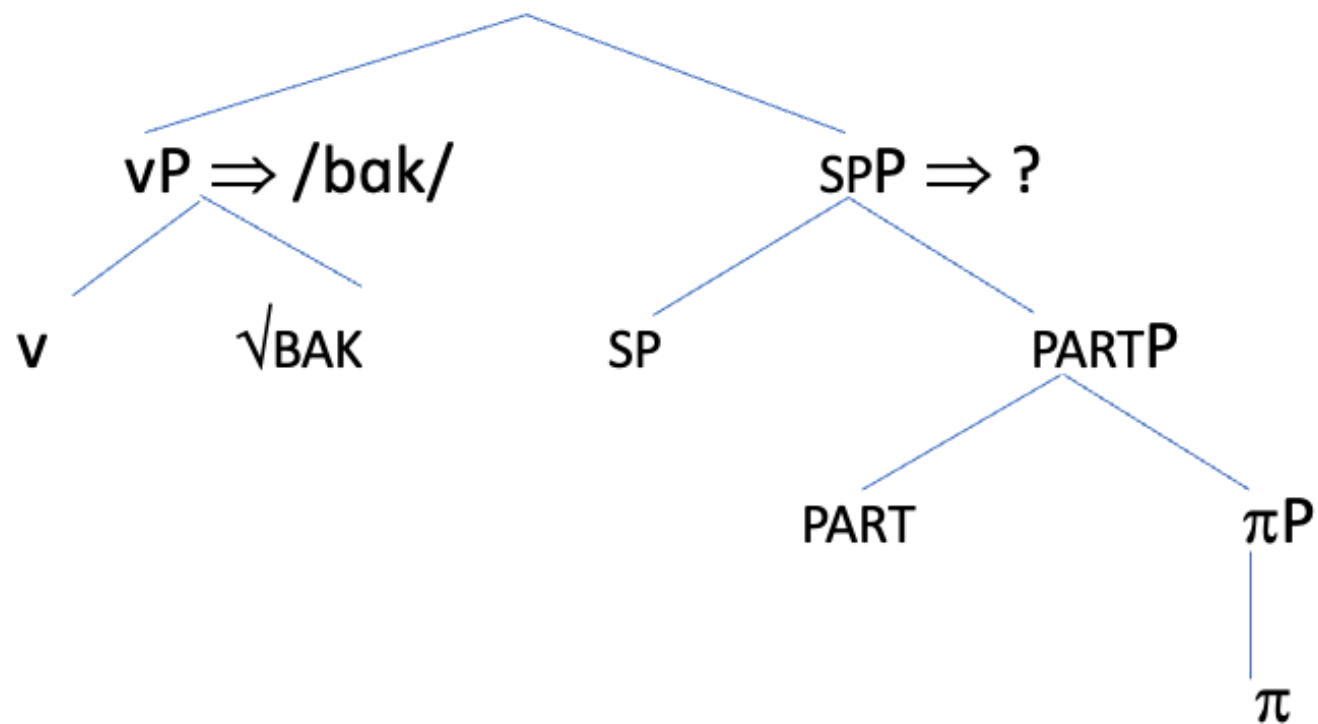 vP ⇒ /bak/ SPP ⇒ ?
v √BAK SP PARTP
PART πP
π